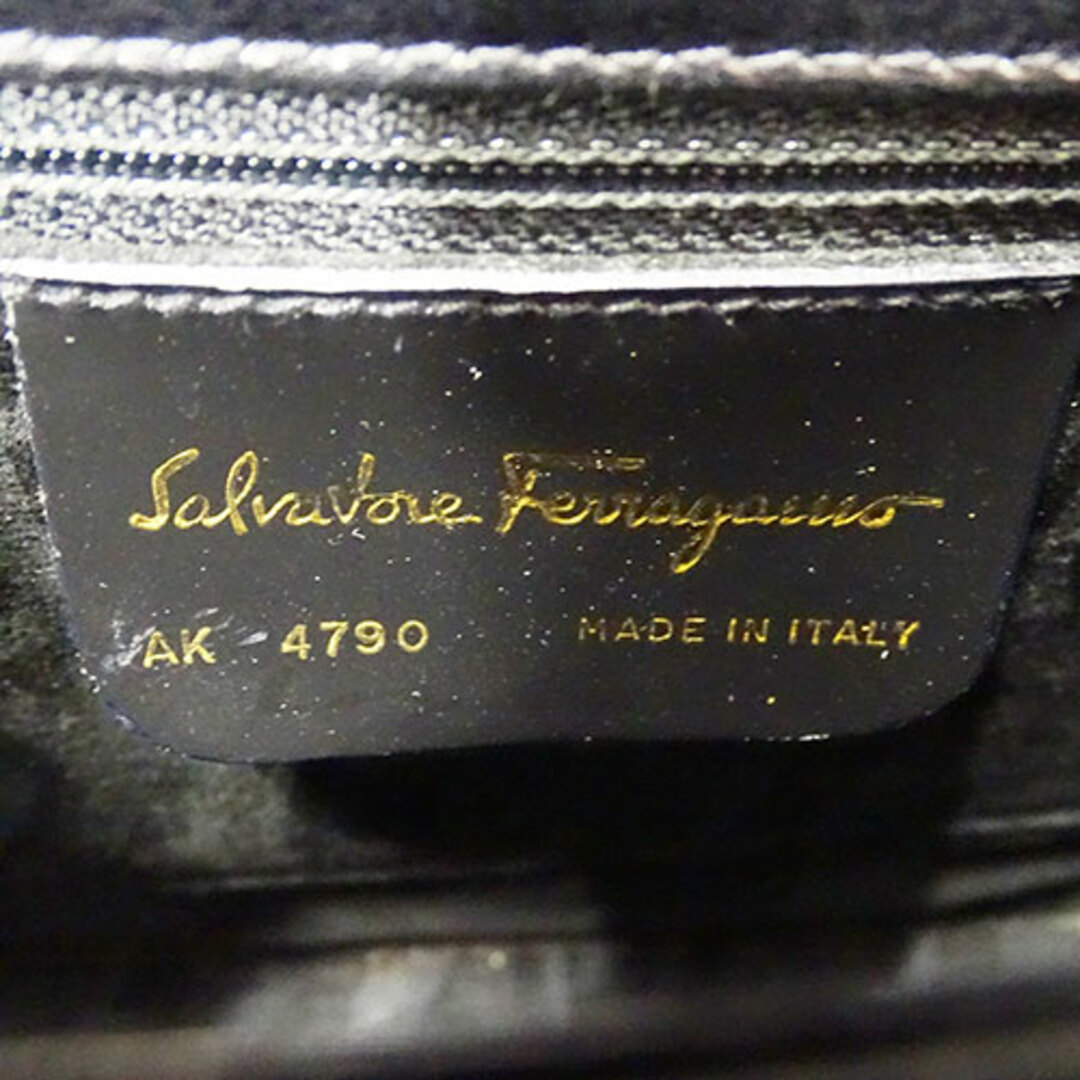 Salvatore Ferragamo
AK 4790 MADE IN ITALY